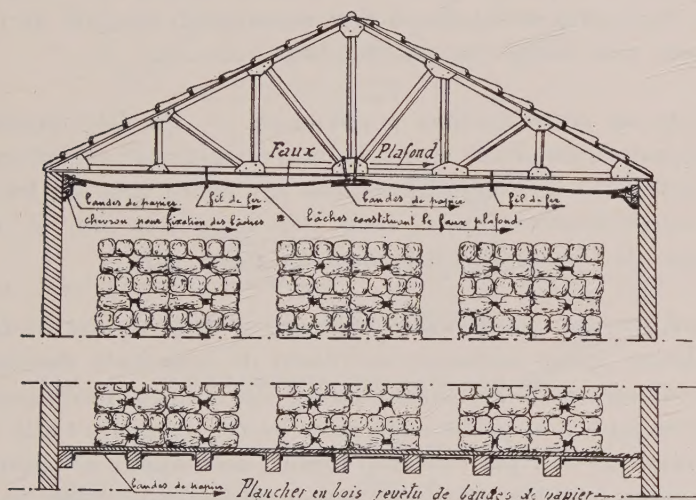 Faux Plafond
bandes de papier. fil de fer. bandes de papier fil de fer
chevron pour fixation des bâches = bâches constituant le faux plafond.
bandes de papier Plancher en bois revêtu de bandes de papier